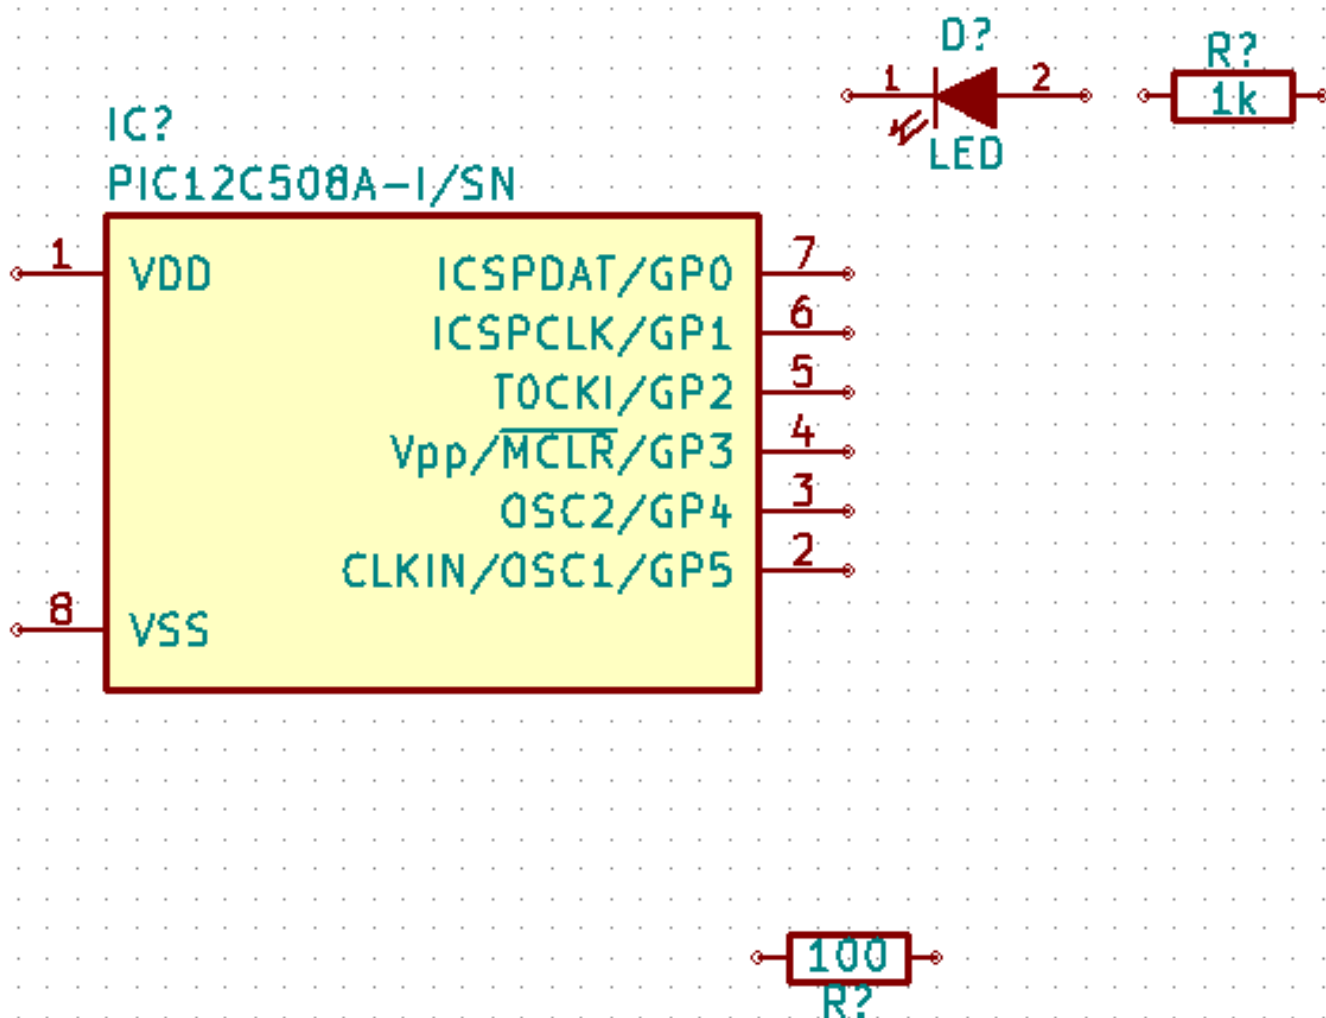 D?
1 2
LED
R?
1k
IC?
PIC12C508A-I/SN
1 VDD ICSPDAT/GP0 7
ICSPCLK/GP1 6
T0CKI/GP2 5
Vpp/MCLR/GP3 4
OSC2/GP4 3
CLKIN/OSC1/GP5 2
8 VSS
100
R?